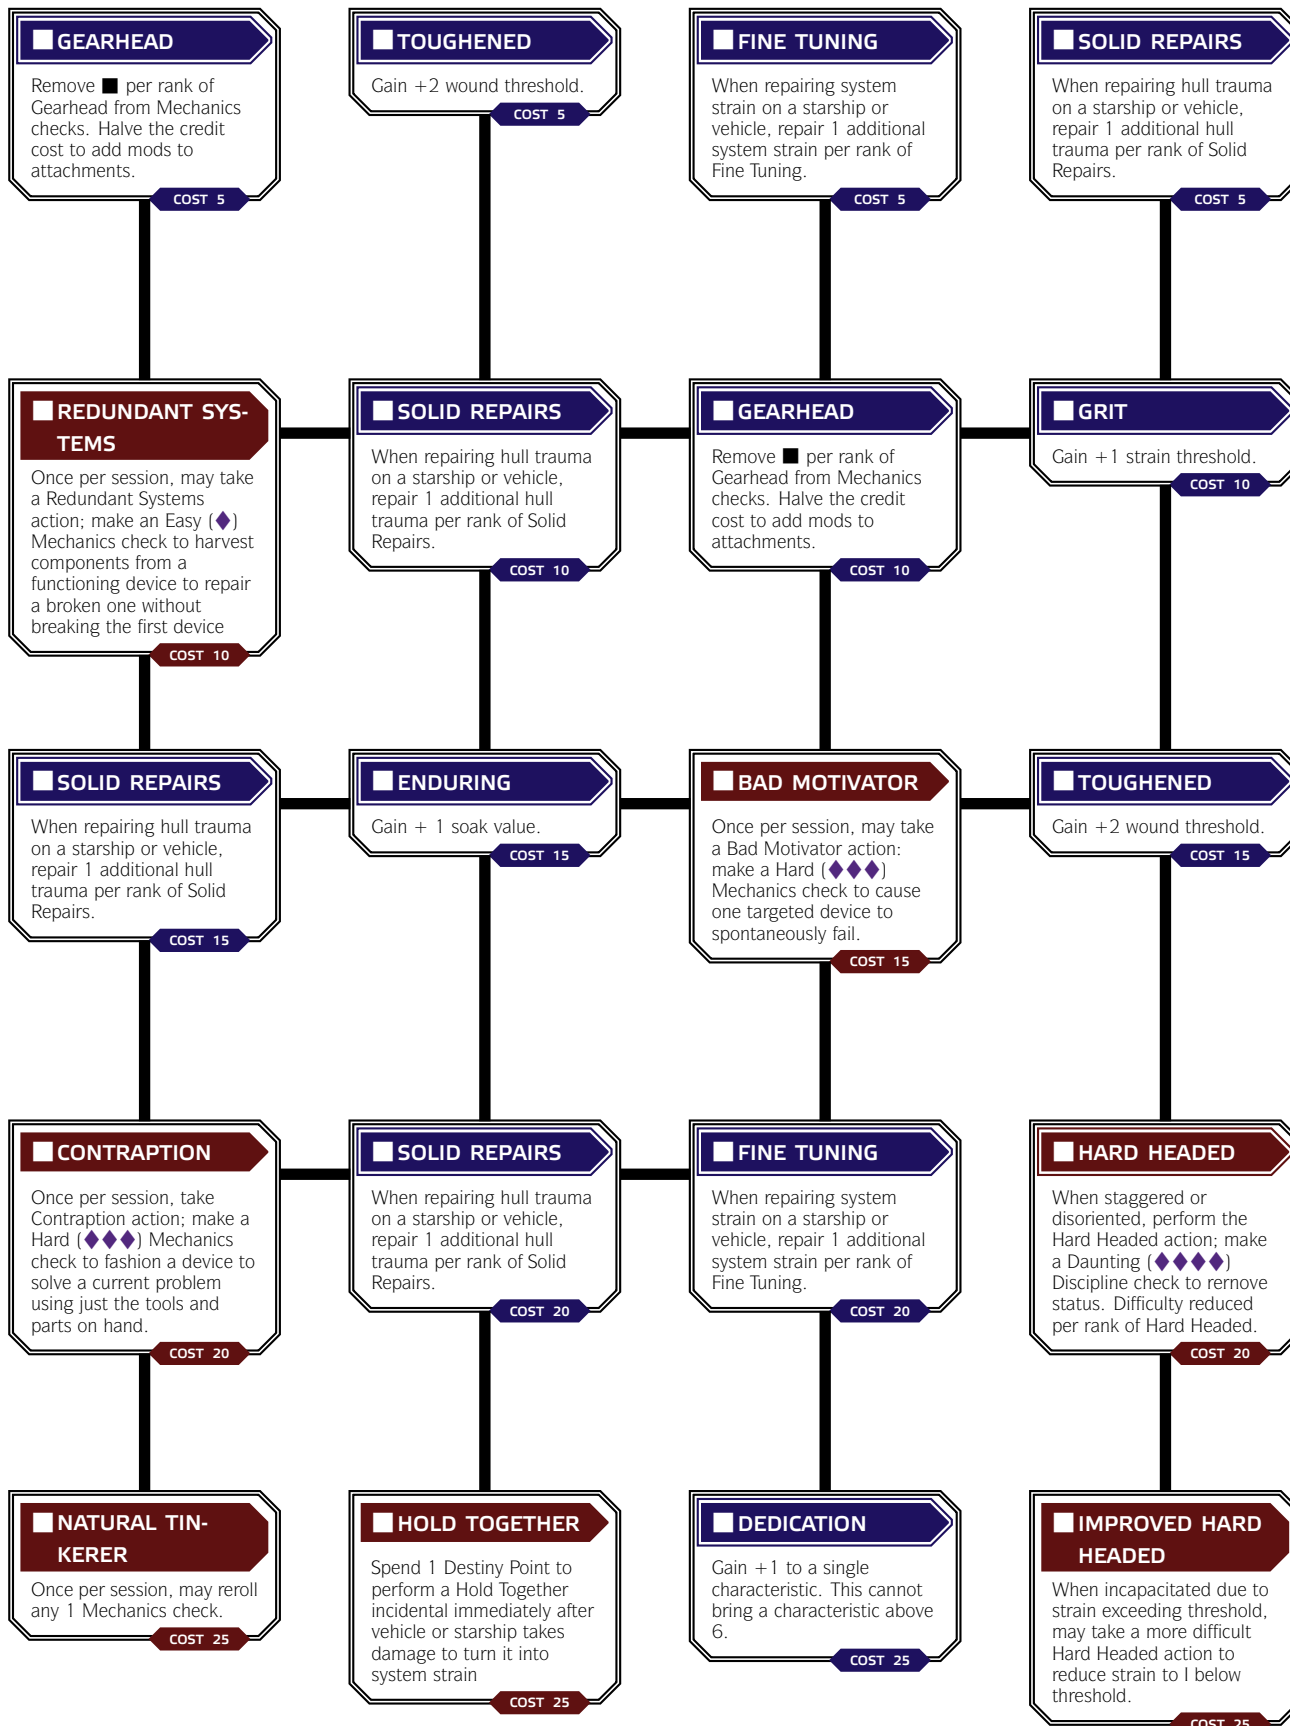 GEARHEAD
Remove ■ per rank of
Gearhead from Mechanics
checks. Halve the credit
cost to add mods to
attachments.
COST 5
TOUGHENED
Gain +2 wound threshold.
COST 5
FINE TUNING
When repairing system
strain on a starship or
vehicle, repair 1 additional
system strain per rank of
Fine Tuning.
COST 5
SOLID REPAIRS
When repairing hull trauma
on a starship or vehicle,
repair 1 additional hull
trauma per rank of Solid
Repairs.
COST 5
REDUNDANT SYS-
TEMS
Once per session, may take
a Redundant Systems
action; make an Easy (♦)
Mechanics check to harvest
components from a
functioning device to repair
a broken one without
breaking the first device
COST 10
SOLID REPAIRS
When repairing hull trauma
on a starship or vehicle,
repair 1 additional hull
trauma per rank of Solid
Repairs.
COST 10
GEARHEAD
Remove ■ per rank of
Gearhead from Mechanics
checks. Halve the credit
cost to add mods to
attachments.
COST 10
GRIT
Gain +1 strain threshold.
COST 10
SOLID REPAIRS
When repairing hull trauma
on a starship or vehicle,
repair 1 additional hull
trauma per rank of Solid
Repairs.
COST 15
ENDURING
Gain + 1 soak value.
COST 15
BAD MOTIVATOR
Once per session, may take
a Bad Motivator action:
make a Hard (♦♦♦)
Mechanics check to cause
one targeted device to
spontaneously fail.
COST 15
TOUGHENED
Gain +2 wound threshold.
COST 15
CONTRAPTION
Once per session, take
Contraption action; make a
Hard (♦♦♦) Mechanics
check to fashion a device to
solve a current problem
using just the tools and
parts on hand.
COST 20
SOLID REPAIRS
When repairing hull trauma
on a starship or vehicle,
repair 1 additional hull
trauma per rank of Solid
Repairs.
COST 20
FINE TUNING
When repairing system
strain on a starship or
vehicle, repair 1 additional
system strain per rank of
Fine Tuning.
COST 20
HARD HEADED
When staggered or
disoriented, perform the
Hard Headed action; make
a Daunting (♦♦♦♦)
Discipline check to rernove
status. Difficulty reduced
per rank of Hard Headed.
COST 20
NATURAL TIN-
KERER
Once per session, may reroll
any 1 Mechanics check.
COST 25
HOLD TOGETHER
Spend 1 Destiny Point to
perform a Hold Together
incidental immediately after
vehicle or starship takes
damage to turn it into
system strain
COST 25
DEDICATION
Gain +1 to a single
characteristic. This cannot
bring a characteristic above
6.
COST 25
IMPROVED HARD
HEADED
When incapacitated due to
strain exceeding threshold,
may take a more difficult
Hard Headed action to
reduce strain to I below
threshold.
COST 25